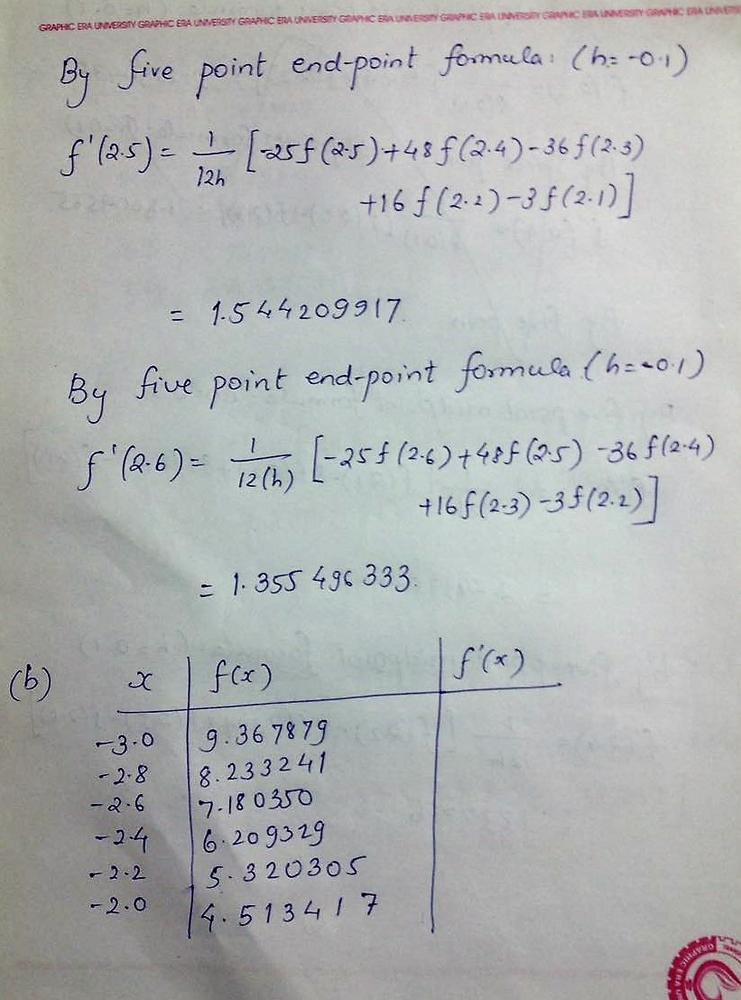 GRAPHIC ERA UNIVERSITY GRAPHIC ERA UNIVERSITY GRAPHIC ERA UNIVERSITY GRAPHIC ERA UNIVERSITY GRAPHIC ERA UNIVERSITY GRAPHIC ERA UNIVERSITY GRAPHIC ERA UNIVERSITY
By five point end-point formula: (h=-0.1)
f'(2.5) = 1/12h [-25f(2.5)+48f(2.4)-36f(2.3)
+16f(2.2)-3f(2.1)]
= 1.544209917.
By five point end-point formula. (h=-0.1)
f'(2.6) = 1/12(h) [-25f(2.6)+48f(2.5)-36f(2.4)
+16f(2.3)-3f(2.2)]
= 1.355496333.
(b) x f(x) f'(x)
-3.0 9.367879
-2.8 8.233241
-2.6 7.180350
-2.4 6.209329
-2.2 5.320305
-2.0 4.513417